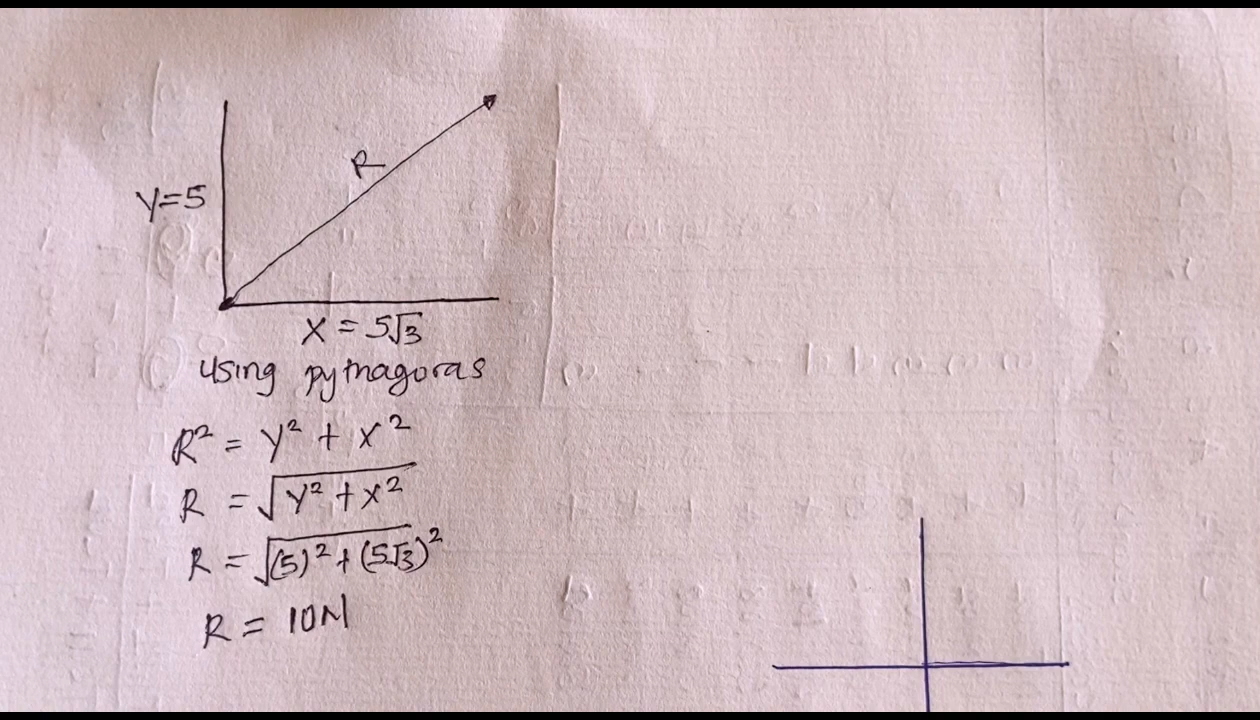 R
Y=5
X = 5√3
using pythagoras
R² = Y² + X²
R = √Y² + X²
R = √(5)² + (5√3)²
R = 10N